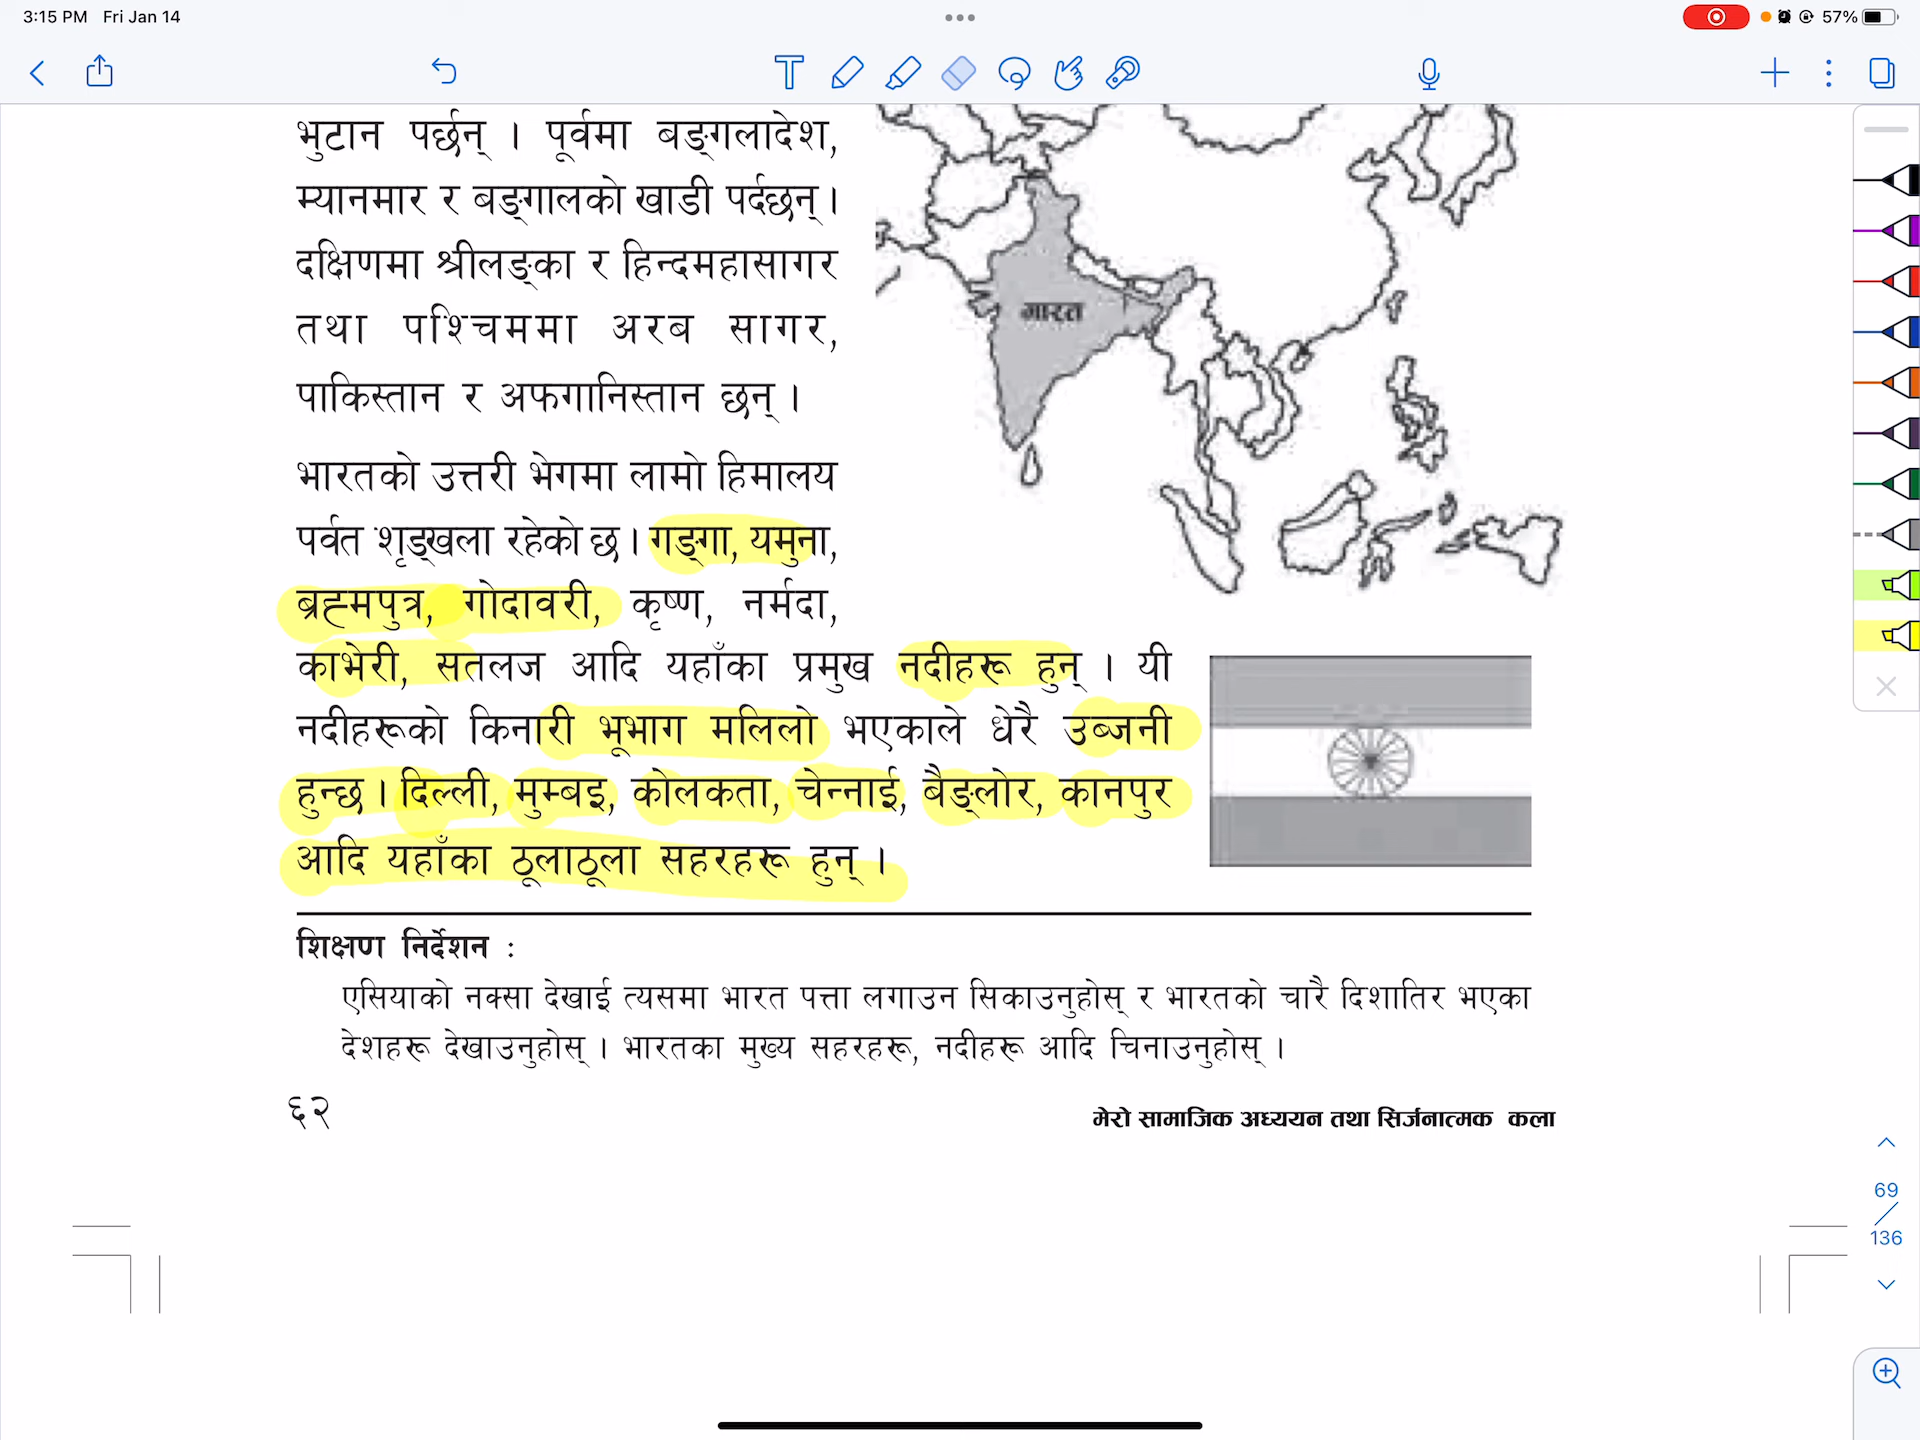 3:15 PM Fri Jan 14
57%
भुटान पर्छन् । पूर्वमा बङ्गलादेश,
म्यानमार र बङ्गालको खाडी पर्दछन् ।
दक्षिणमा श्रीलङ्का र हिन्दमहासागर
तथा पश्चिममा अरब सागर,
पाकिस्तान र अफगानिस्तान छन् ।
भारत
भारतको उत्तरी भेगमा लामो हिमालय
पर्वत शृङ्खला रहेको छ । गङ्गा, यमुना,
ब्रह्मपुत्र, गोदावरी, कृष्ण, नर्मदा,
काभेरी, सतलज आदि यहाँका प्रमुख नदीहरू हुन् । यी
नदीहरूको किनारी भूभाग मलिलो भएकाले धेरै उब्जनी
हुन्छ । दिल्ली, मुम्बइ, कोलकता, चेन्नाई, बैङ्लोर, कानपुर
आदि यहाँका ठूलाठूला सहरहरू हुन् ।
शिक्षण निर्देशन :
एसियाको नक्सा देखाई त्यसमा भारत पत्ता लगाउन सिकाउनुहोस् र भारतको चारै दिशातिर भएका
देशहरू देखाउनुहोस् । भारतका मुख्य सहरहरू, नदीहरू आदि चिनाउनुहोस् ।
६२
मेरो सामाजिक अध्ययन तथा सिर्जनात्मक कला
69
136